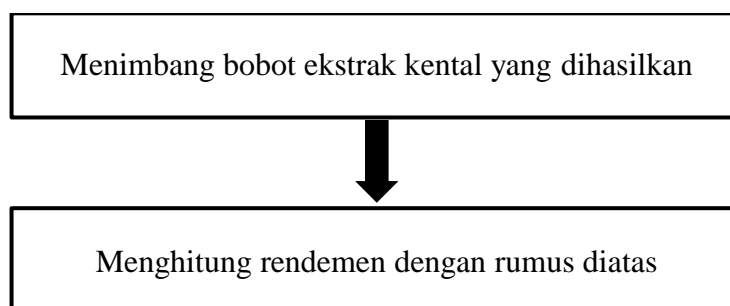 Menimbang bobot ekstrak kental yang dihasilkan
Menghitung rendemen dengan rumus diatas